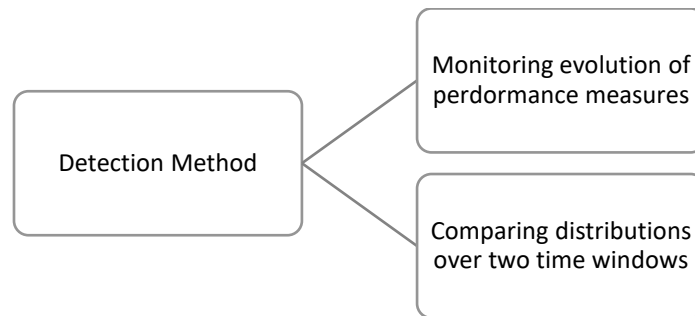 Monitoring evolution of
perdormance measures
Detection Method
Comparing distributions
over two time windows